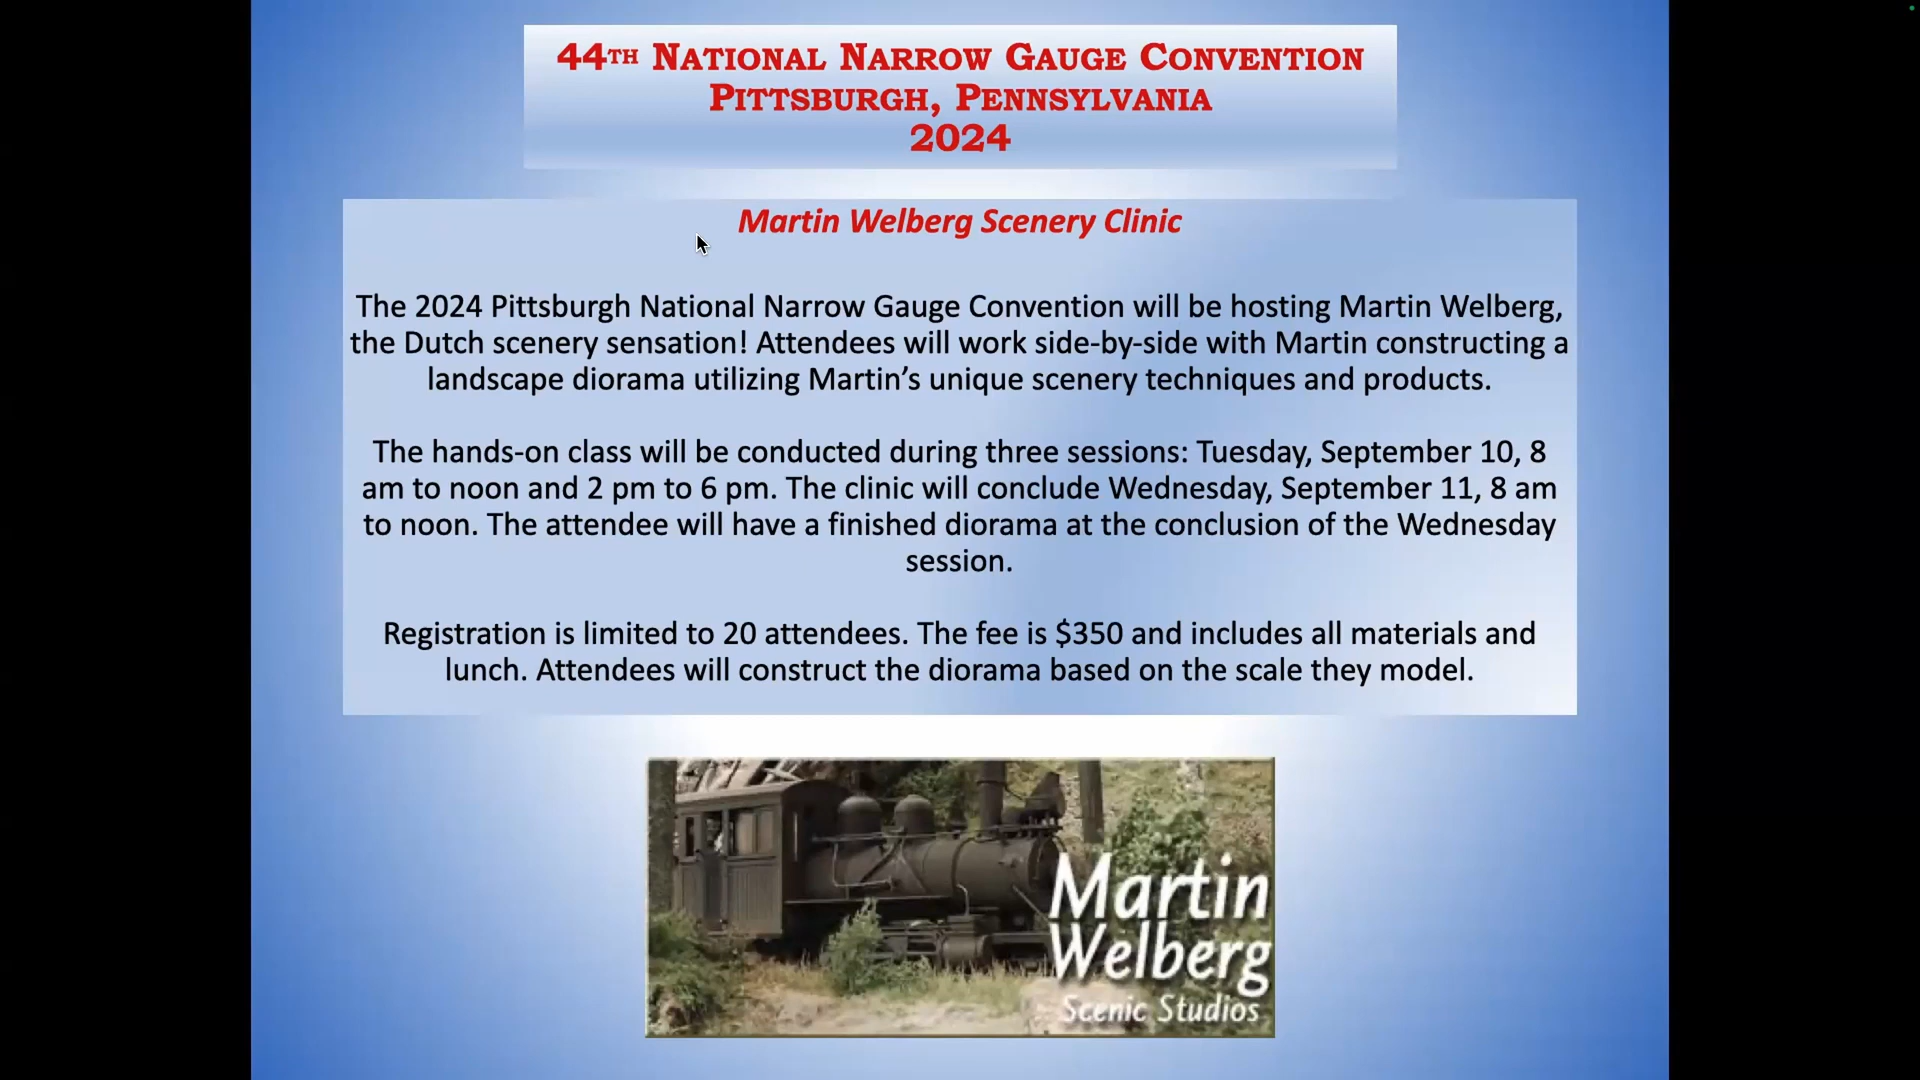 44TH NATIONAL NARROW GAUGE CONVENTION
PITTSBURGH, PENNSYLVANIA
2024
Martin Welberg Scenery Clinic
The 2024 Pittsburgh National Narrow Gauge Convention will be hosting Martin Welberg,
the Dutch scenery sensation! Attendees will work side-by-side with Martin constructing a
landscape diorama utilizing Martin’s unique scenery techniques and products.
The hands-on class will be conducted during three sessions: Tuesday, September 10, 8
am to noon and 2 pm to 6 pm. The clinic will conclude Wednesday, September 11, 8 am
to noon. The attendee will have a finished diorama at the conclusion of the Wednesday
session.
Registration is limited to 20 attendees. The fee is $350 and includes all materials and
lunch. Attendees will construct the diorama based on the scale they model.
Martin
Welberg
Scenic Studios